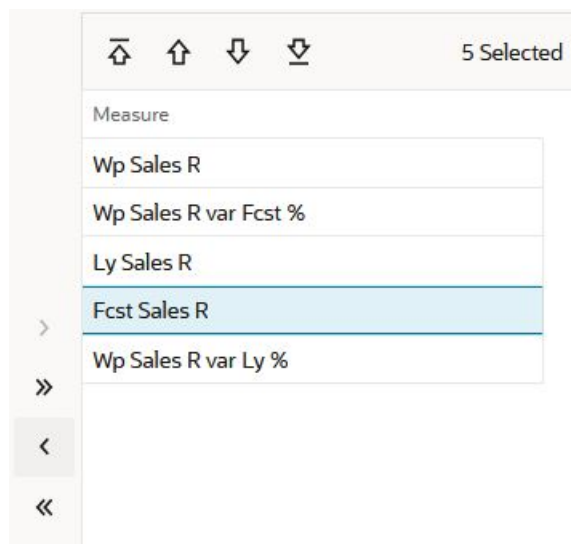 5 Selected
Measure
Wp Sales R
Wp Sales R var Fcst %
Ly Sales R
Fcst Sales R
Wp Sales R var Ly %